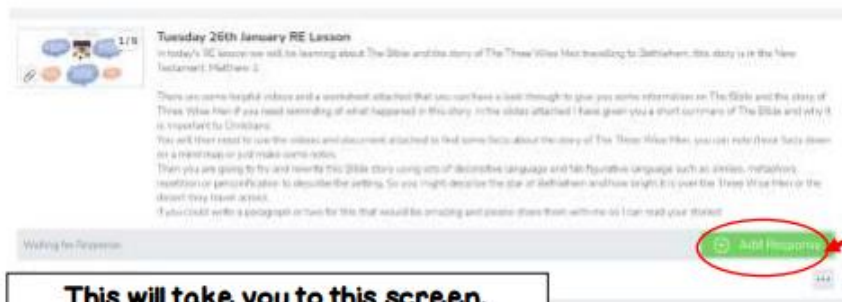 1/8
Tuesday 26th January RE Lesson
In today's RE lesson we will be learning about The Bible and the story of The Three Wise Men travelling to Bethlehem, this story is in the New
Testament: Matthew 2.
There are some helpful videos and a worksheet attached that you can have a look through to give you some information on The Bible and the story of
Three Wise Men if you need reminding of what happened in this story. In the slides attached I have given you a short summary of The Bible and why it
is important to Christians.
You will then need to use the videos and document attached to find some facts about the story of The Three Wise Men, you can note these facts down
on a mind map or just make some notes.
Then you are going to try and rewrite this Bible story using lots of descriptive language and fab figurative language such as similes, metaphors,
repetition or personification to describe the setting. So you might describe the star of Bethlehem and how bright it is over the Three Wise Men or the
desert they travel across.
If you could write a paragraph or two for this that would be amazing and please share them with me so I can read your stories!
Waiting for Response
Add Response
This will take you to this screen.